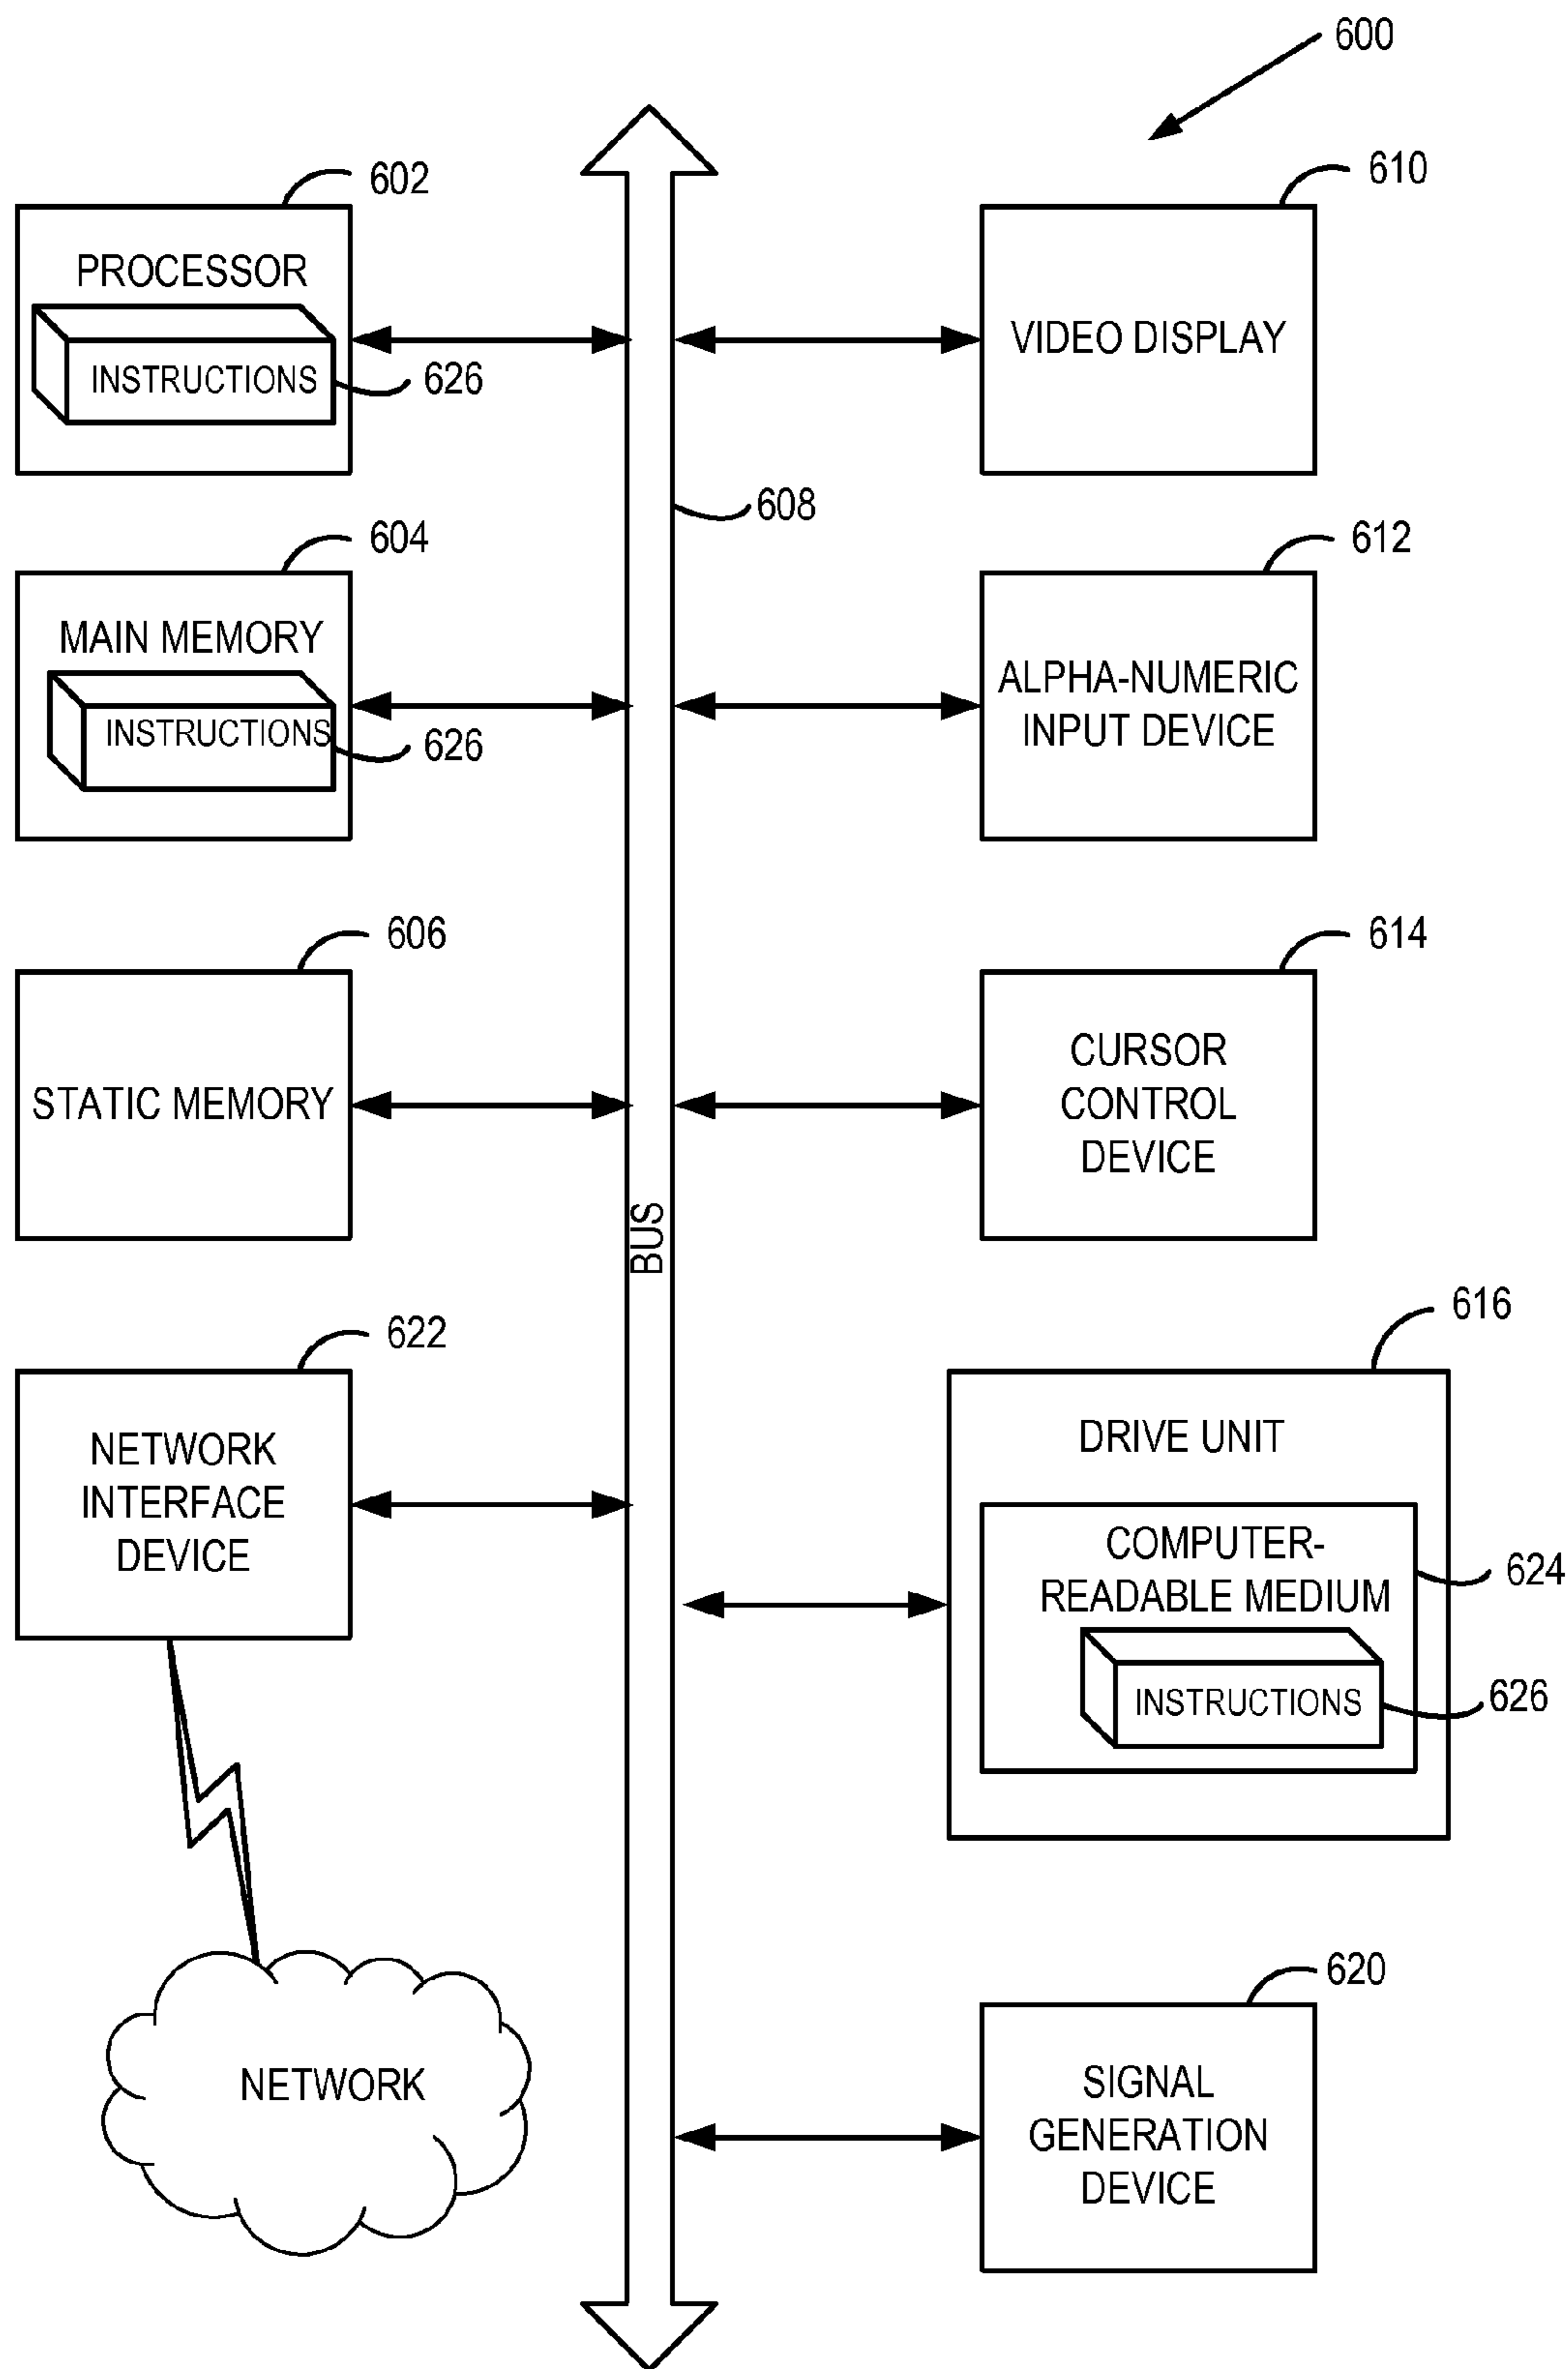 600
602
PROCESSOR
INSTRUCTIONS
626
610
VIDEO DISPLAY
608
604
MAIN MEMORY
INSTRUCTIONS
626
612
ALPHA-NUMERIC
INPUT DEVICE
606
STATIC MEMORY
614
CURSOR
CONTROL
DEVICE
BUS
622
NETWORK
INTERFACE
DEVICE
616
DRIVE UNIT
COMPUTER-
READABLE MEDIUM
624
INSTRUCTIONS
626
NETWORK
620
SIGNAL
GENERATION
DEVICE